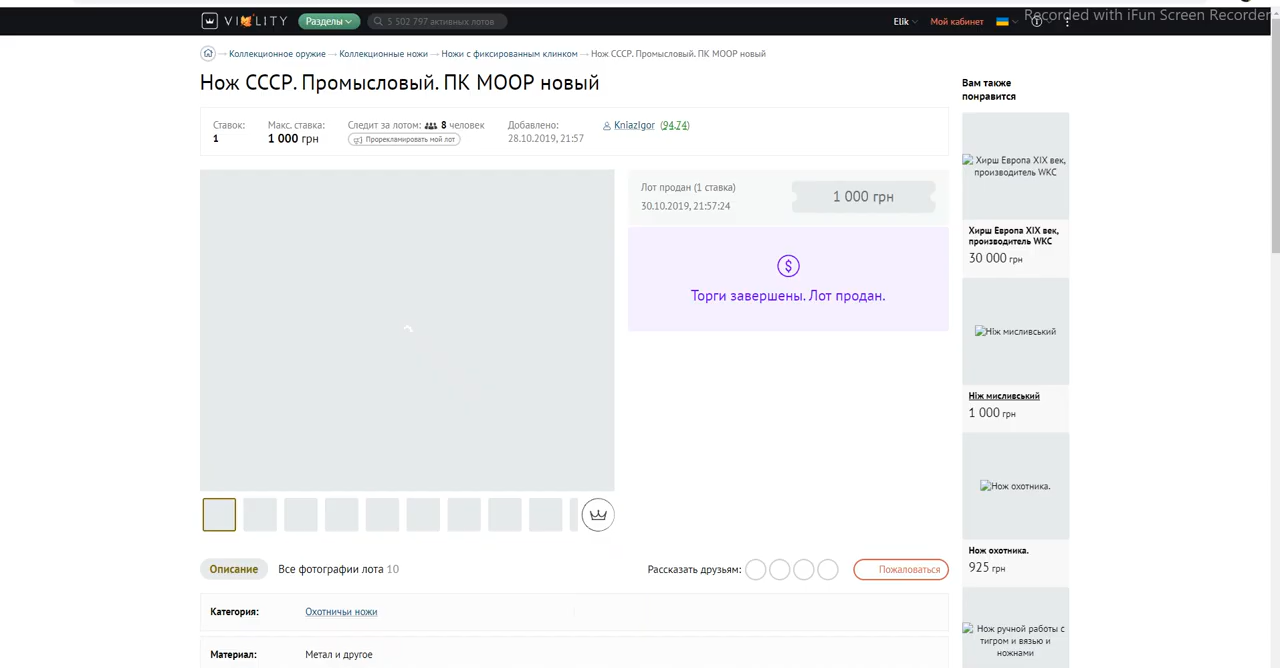 VIOLITY
Разделы
5 502 797 активных лотов
Elik
Мой кабинет
Recorded with iFun Screen Recorder
Коллекционное оружие → Коллекционные ножи → Ножи с фиксированным клинком → Нож СССР. Промысловый. ПК МООР новый
Нож СССР. Промысловый. ПК МООР новый
Ставок:
1
Макс. ставка:
1 000 грн
Следит за лотом: 8 человек
Прорекламировать мой лот
Добавлено:
28.10.2019, 21:57
KniazIgor (9474)
Лот продан (1 ставка)
30.10.2019, 21:57:24
1 000 грн
$
Торги завершены. Лот продан.
Описание
Все фотографии лота 10
Рассказать друзьям:
Пожаловаться
Категория:
Охотничьи ножи
Материал:
Метал и другое
Вам также
понравится
Хирш Европа XIX век,
производитель WKC
Хирш Европа XIX век,
производитель WKC
30 000 грн
Ніж мисливський
Ніж мисливський
1 000 грн
Нож охотника.
Нож охотника.
925 грн
Нож ручной работы с
тигром и вязью и
ножнами